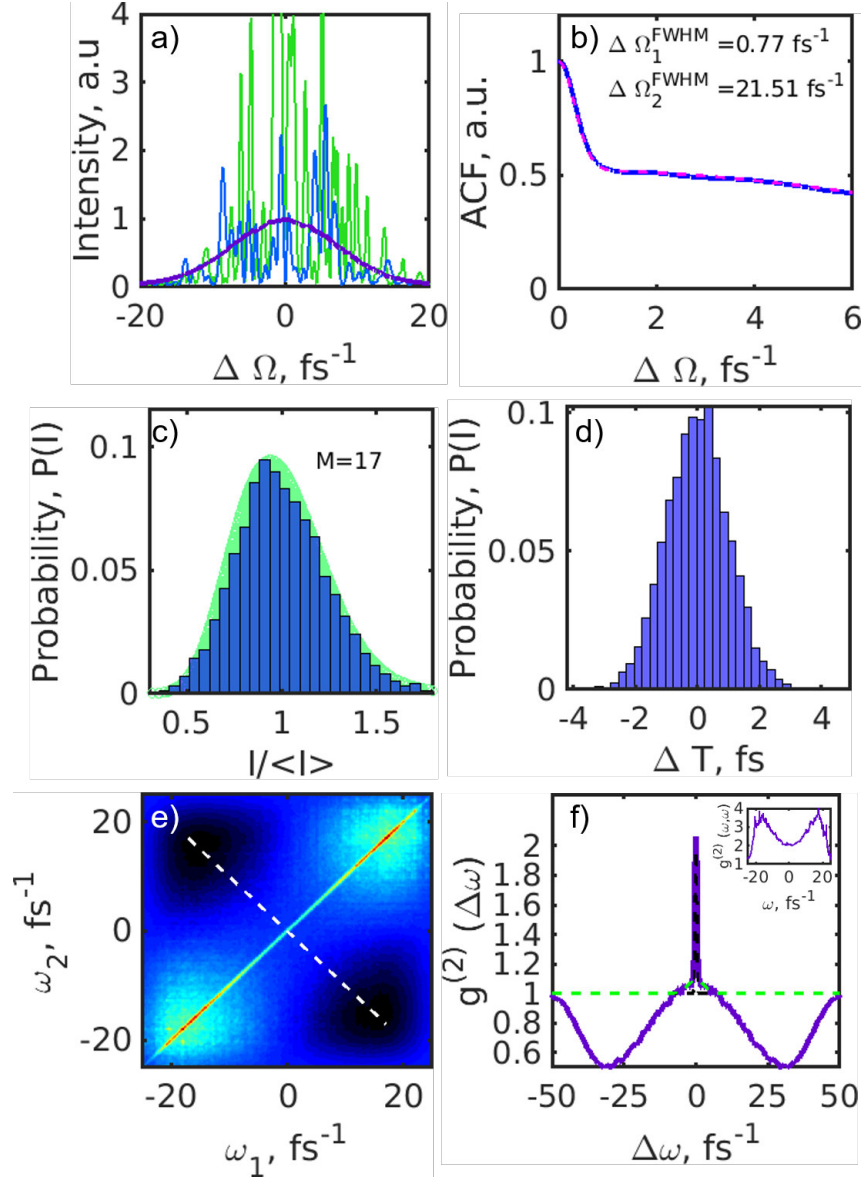 a)
Intensity, a.u
4
3
2
1
0
-20
0
20
Δ Ω, fs⁻¹
b)
Δ Ω₁^FWHM =0.77 fs⁻¹
Δ Ω₂^FWHM =21.51 fs⁻¹
ACF, a.u.
1
0.5
0
0
2
4
6
Δ Ω, fs⁻¹
c)
M=17
Probability, P(I)
0.1
0.05
0
0.5
1
1.5
I/<I>
d)
Probability, P(I)
0.1
0.05
0
-4
-2
0
2
4
Δ T, fs
e)
ω₂, fs⁻¹
20
0
-20
-20
0
20
ω₁, fs⁻¹
f)
g⁽²⁾ (Δω)
2
1.8
1.6
1.4
1.2
1
0.8
0.6
-50
-25
0
25
50
Δω, fs⁻¹
g⁽²⁾ (ω,ω)
4
3
2
1
-20
0
20
ω, fs⁻¹